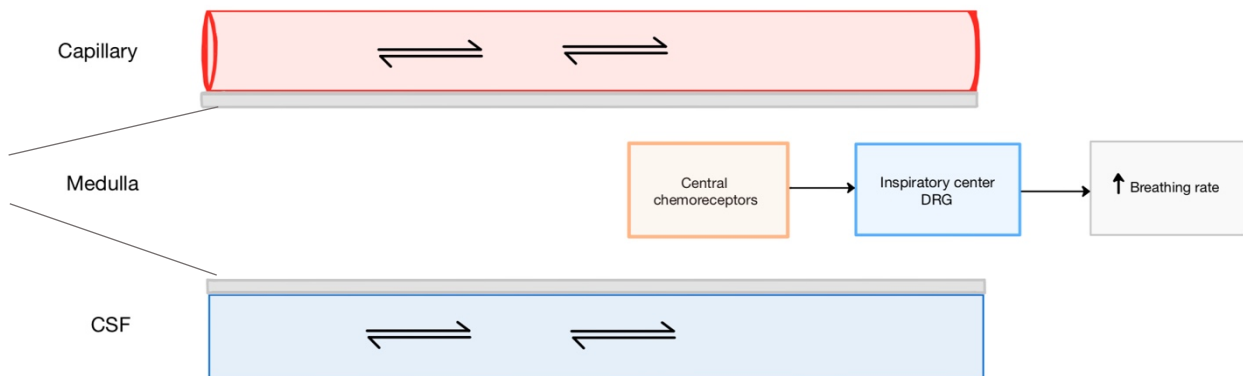 Capillary
Medulla
Central
chemoreceptors
Inspiratory center
DRG
↑ Breathing rate
CSF